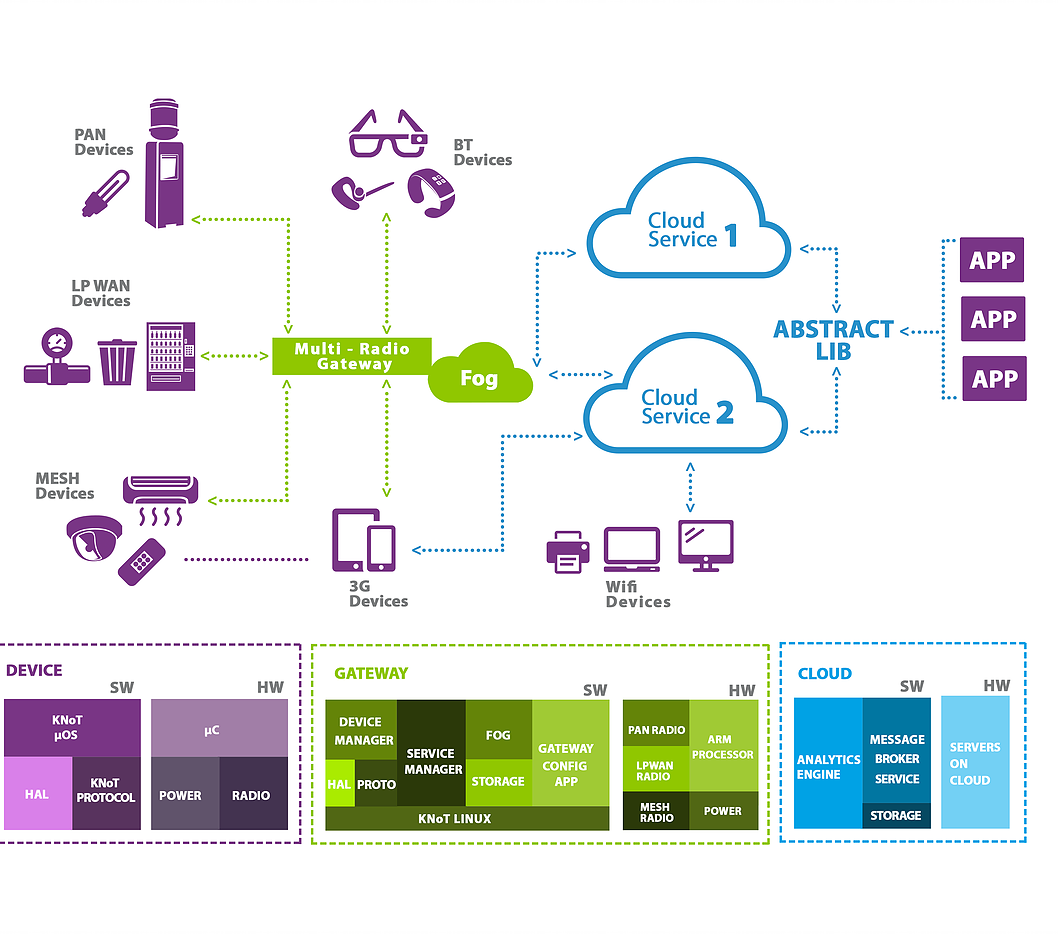 PAN
Devices
BT
Devices
LP WAN
Devices
Multi - Radio
Gateway
Fog
Cloud
Service 1
Cloud
Service 2
ABSTRACT
LIB
APP
APP
APP
MESH
Devices
3G
Devices
Wifi
Devices
DEVICE
SW
HW
KNoT
µOS
HAL
KNoT
PROTOCOL
µC
POWER
RADIO
GATEWAY
SW
HW
DEVICE
MANAGER
HAL
PROTO
SERVICE
MANAGER
FOG
STORAGE
GATEWAY
CONFIG
APP
KNoT LINUX
PAN RADIO
LPWAN
RADIO
MESH
RADIO
ARM
PROCESSOR
POWER
CLOUD
SW
HW
ANALYTICS
ENGINE
MESSAGE
BROKER
SERVICE
STORAGE
SERVERS
ON
CLOUD